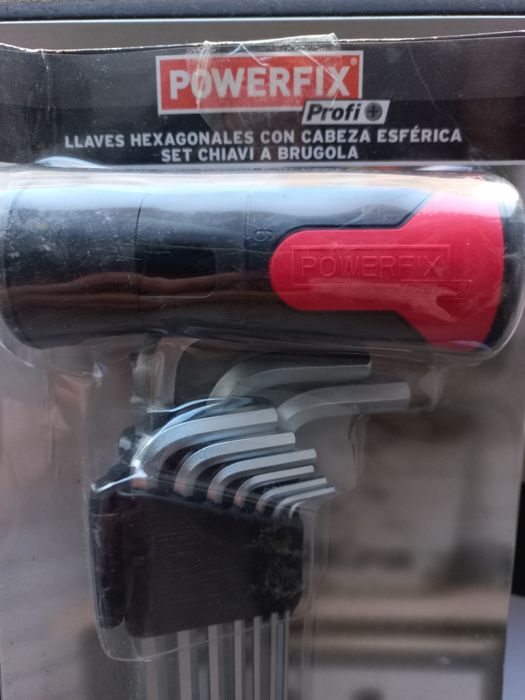 POWERFIX®
Profi+
LLAVES HEXAGONALES CON CABEZA ESFÉRICA
SET CHIAVI A BRUGOLA
POWERFIX